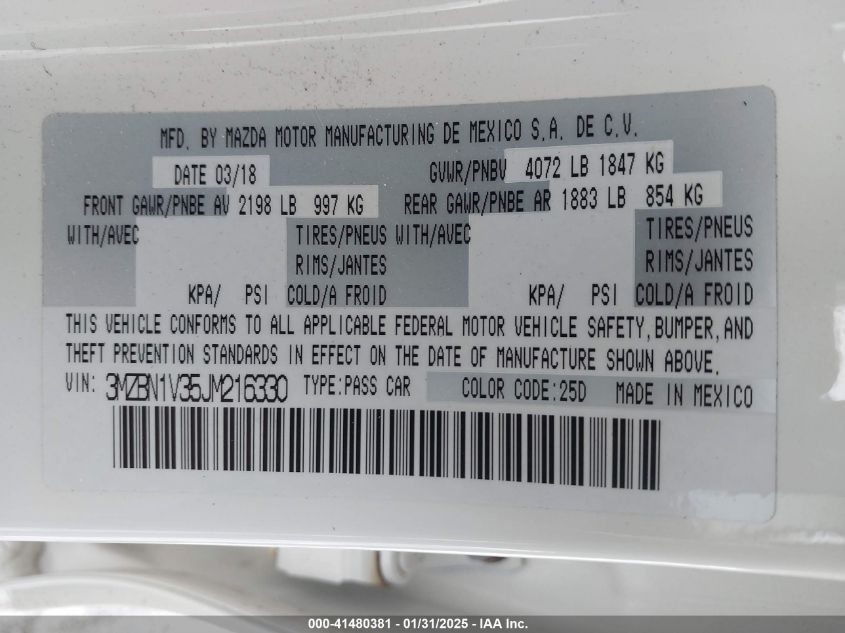 MFD. BY MAZDA MOTOR MANUFACTURING DE MEXICO S.A. DE C.V.
DATE 03/18 GVWR/PNBV 4072 LB 1847 KG
FRONT GAWR/PNBE AV 2198 LB 997 KG REAR GAWR/PNBE AR 1883 LB 854 KG
WITH/AVEC TIRES/PNEUS WITH/AVEC TIRES/PNEUS
RIMS/JANTES RIMS/JANTES
KPA/ PSI COLD/A FROID KPA/ PSI COLD/A FROID
THIS VEHICLE CONFORMS TO ALL APPLICABLE FEDERAL MOTOR VEHICLE SAFETY, BUMPER, AND
THEFT PREVENTION STANDARDS IN EFFECT ON THE DATE OF MANUFACTURE SHOWN ABOVE.
VIN: 3MZBN1V35JM216330 TYPE:PASS CAR COLOR CODE:25D MADE IN MEXICO
000-41480381 - 01/31/2025 - IAA Inc.